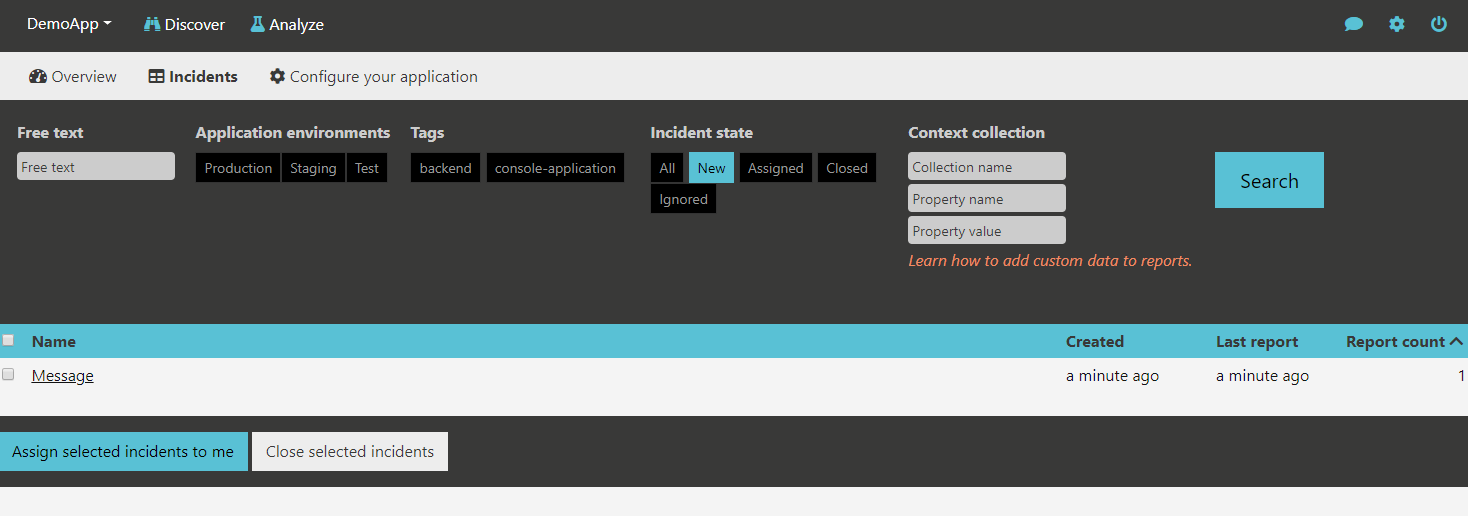 DemoApp Discover Analyze
Overview Incidents Configure your application
Free text Application environments Tags Incident state Context collection
Free text Production Staging Test backend console-application All New Assigned Closed Collection name Search
Ignored Property name
Property value
Learn how to add custom data to reports.
Name Created Last report Report count
Message a minute ago a minute ago 1
Assign selected incidents to me Close selected incidents